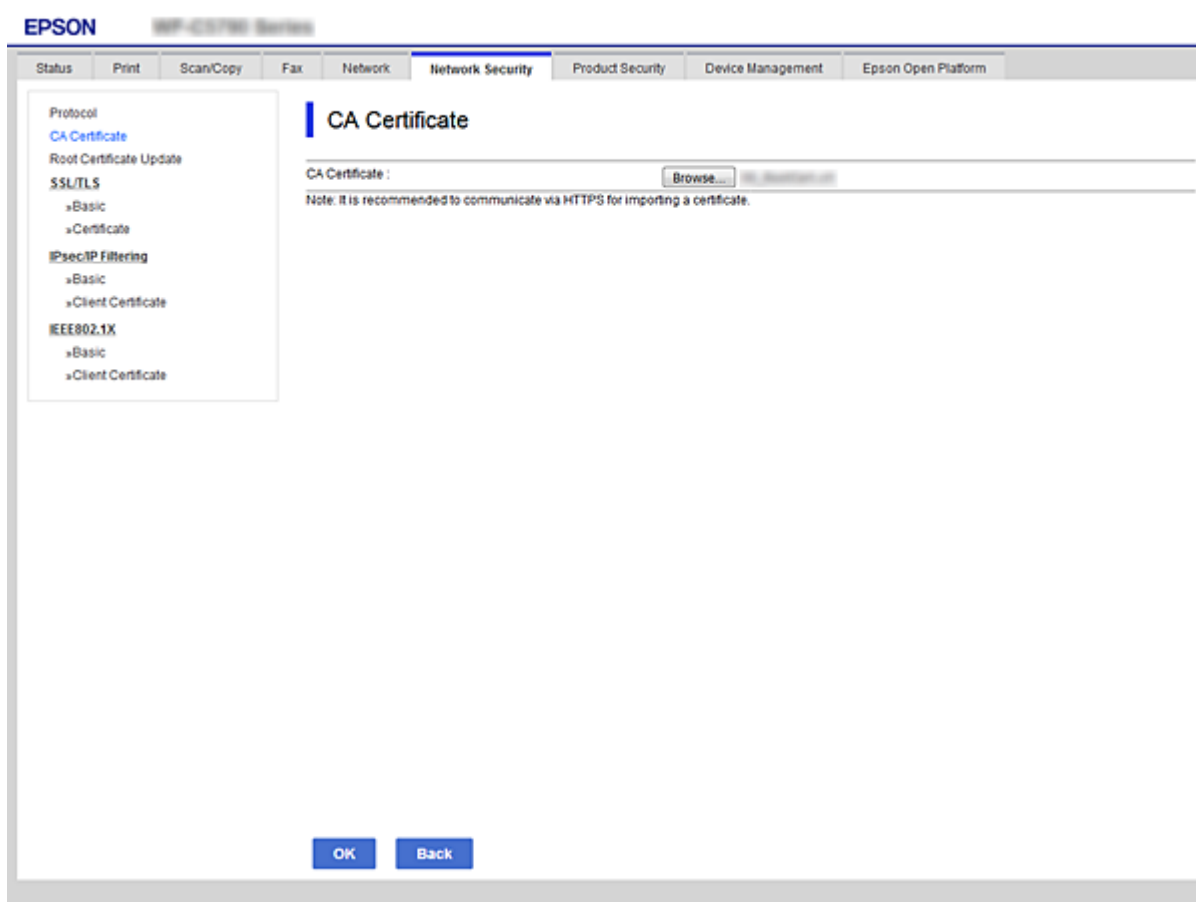 EPSON
Status Print Scan/Copy Fax Network Network Security Product Security Device Management Epson Open Platform
Protocol
CA Certificate
Root Certificate Update
SSL/TLS
»Basic
»Certificate
IPsec/IP Filtering
»Basic
»Client Certificate
IEEE802.1X
»Basic
»Client Certificate
CA Certificate
CA Certificate : Browse...
Note: It is recommended to communicate via HTTPS for importing a certificate.
OK Back